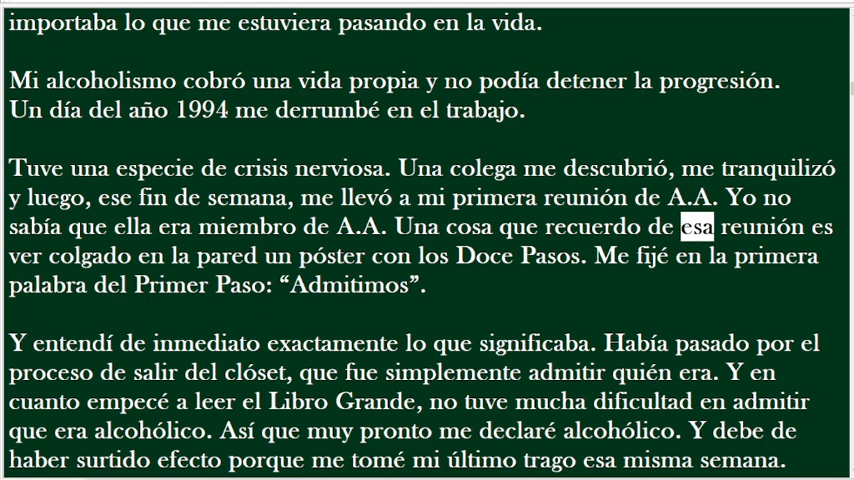 importaba lo que me estuviera pasando en la vida.
Mi alcoholismo cobró una vida propia y no podía detener la progresión.
Un día del año 1994 me derrumbé en el trabajo.
Tuve una especie de crisis nerviosa. Una colega me descubrió, me tranquilizó
y luego, ese fin de semana, me llevó a mi primera reunión de A.A. Yo no
sabía que ella era miembro de A.A. Una cosa que recuerdo de esa reunión es
ver colgado en la pared un póster con los Doce Pasos. Me fijé en la primera
palabra del Primer Paso: “Admitimos”.
Y entendí de inmediato exactamente lo que significaba. Había pasado por el
proceso de salir del clóset, que fue simplemente admitir quién era. Y en
cuanto empecé a leer el Libro Grande, no tuve mucha dificultad en admitir
que era alcohólico. Así que muy pronto me declaré alcohólico. Y debe de
haber surtido efecto porque me tomé mi último trago esa misma semana.